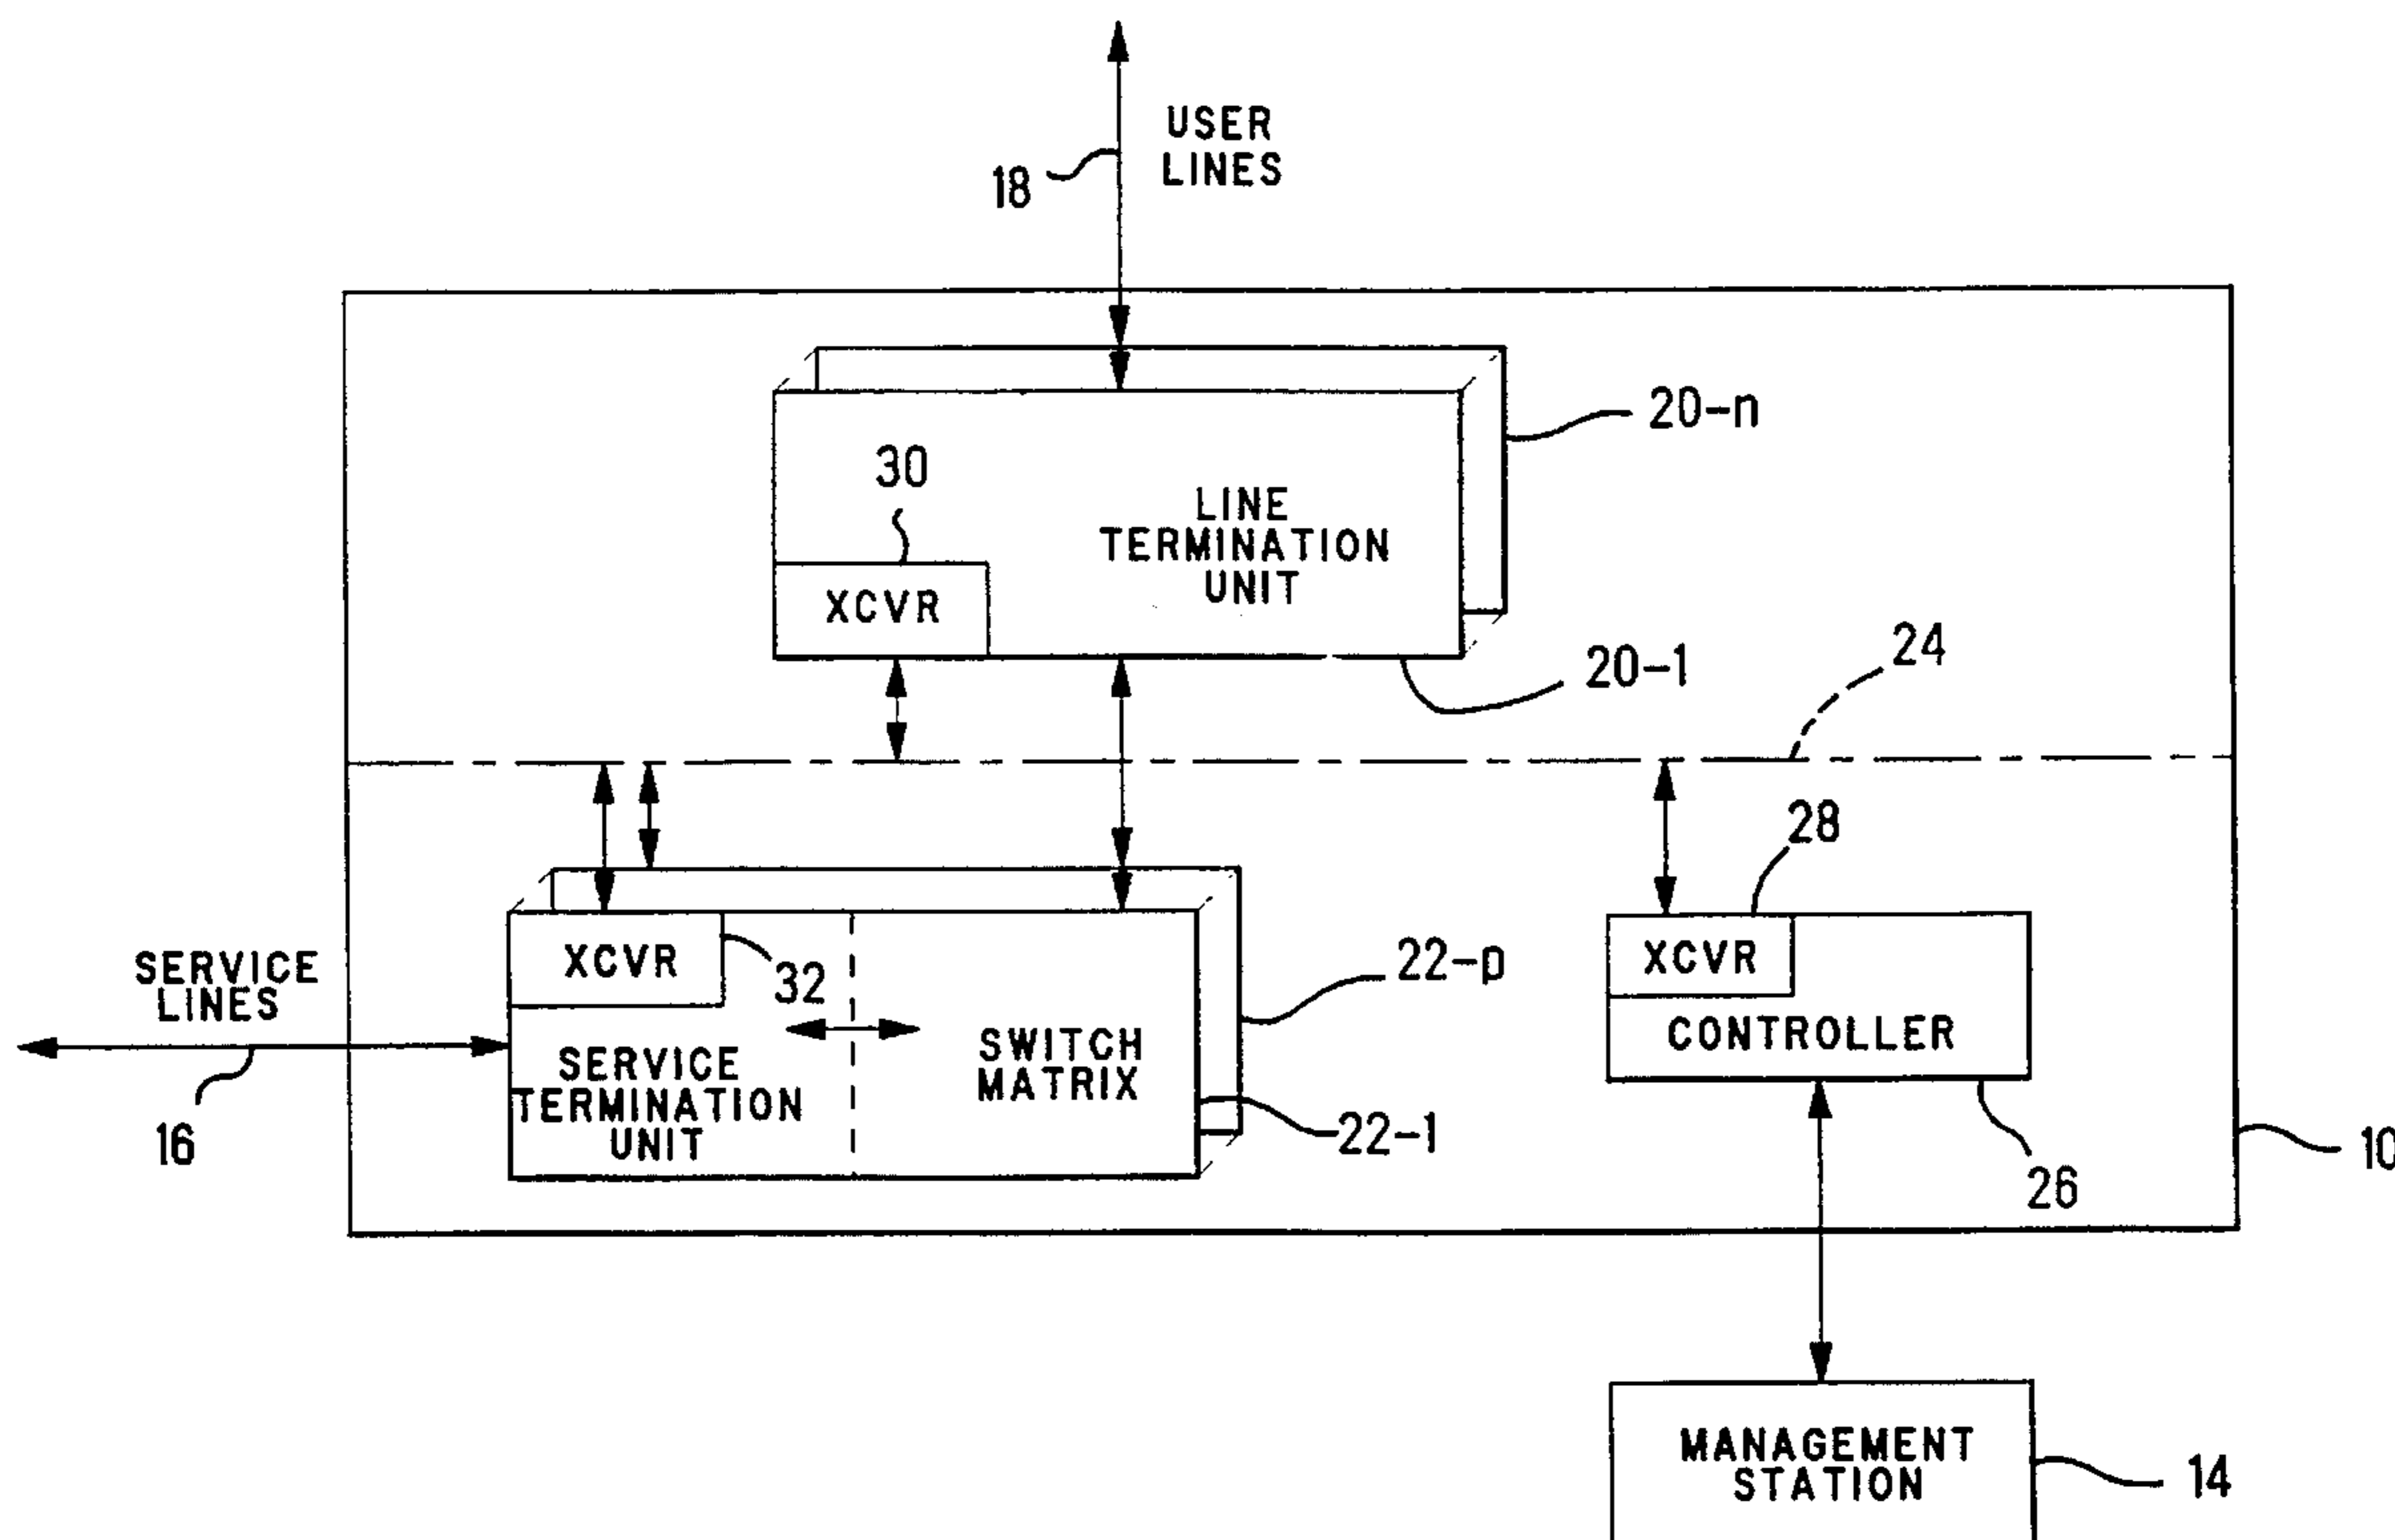 USER
LINES
18
20-n
30
LINE
TERMINATION
UNIT
XCVR
20-1
24
28
XCVR
32
22-p
XCVR
SERVICE
LINES
SWITCH
MATRIX
CONTROLLER
SERVICE
TERMINATION
UNIT
16
22-1
26
10
MANAGEMENT
STATION
14